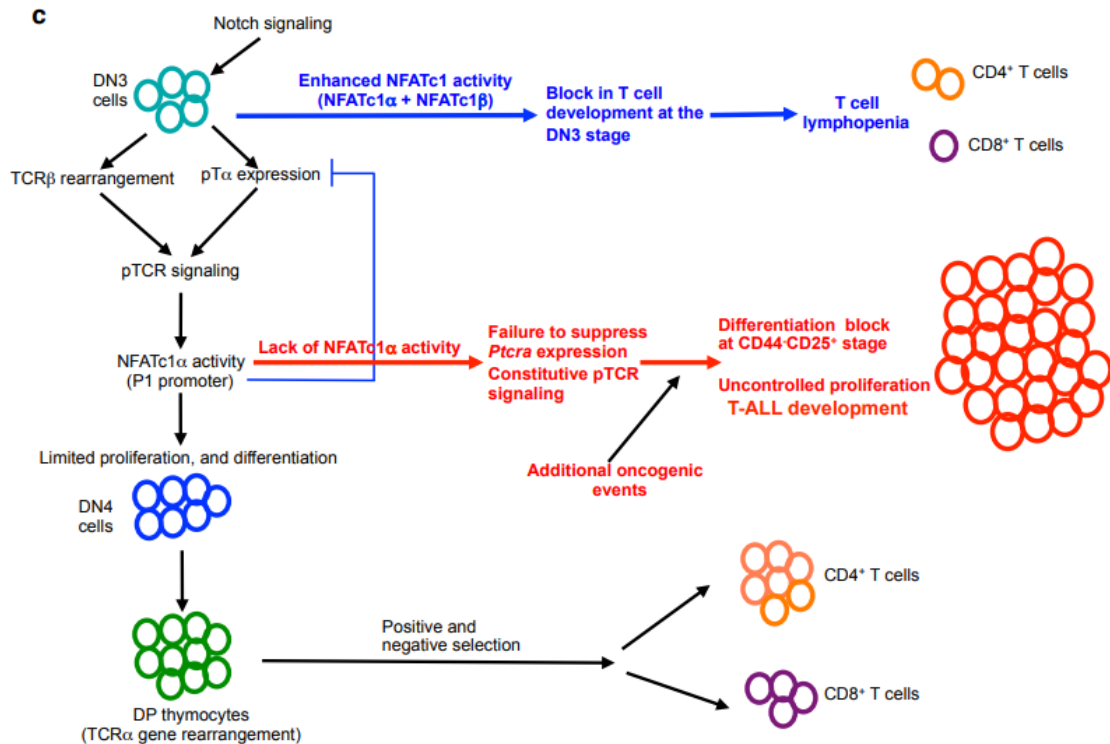 c
Notch signaling
DN3
cells
Enhanced NFATc1 activity
(NFATc1α + NFATc1β)
Block in T cell
development at the
DN3 stage
T cell
lymphopenia
CD4⁺ T cells
CD8⁺ T cells
TCRβ rearrangement
pTα expression
pTCR signaling
NFATc1α activity
(P1 promoter)
Lack of NFATc1α activity
Failure to suppress
Ptcra expression
Constitutive pTCR
signaling
Differentiation block
at CD44⁻CD25⁺ stage
Uncontrolled proliferation
T-ALL development
Additional oncogenic
events
Limited proliferation, and differentiation
DN4
cells
DP thymocytes
(TCRα gene rearrangement)
Positive and
negative selection
CD4⁺ T cells
CD8⁺ T cells